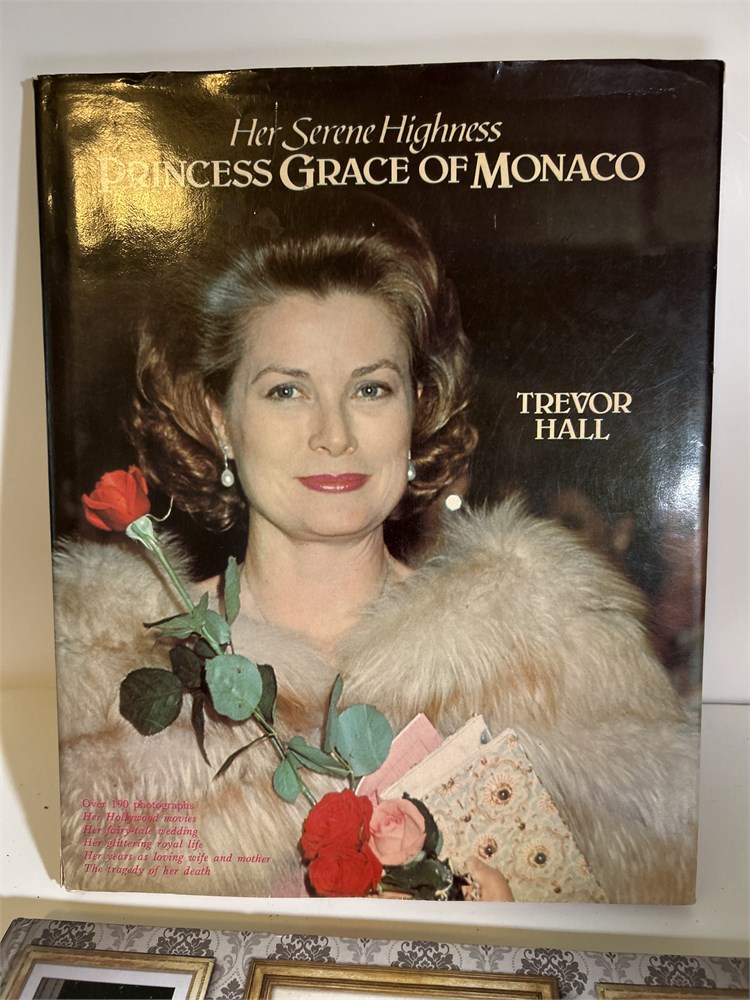 Her Serene Highness
PRINCESS GRACE OF MONACO
TREVOR
HALL
Over 190 photographs
Her Hollywood movies
Her fairy-tale wedding
Her glittering royal life
Her years as loving wife and mother
The tragedy of her death